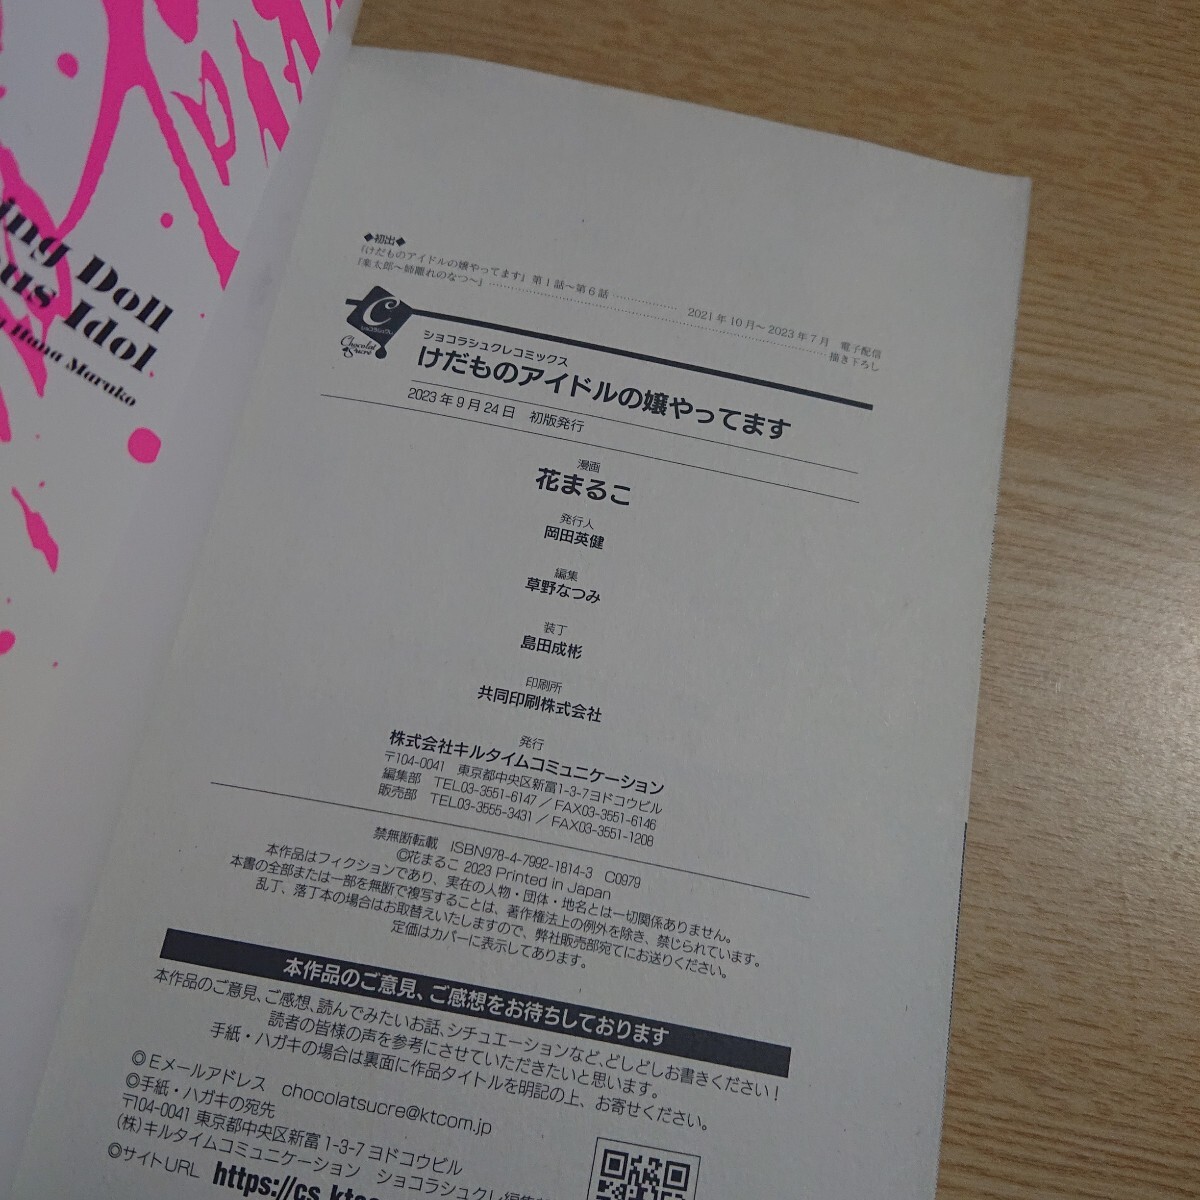 ing Doll
us Idol
Hana Maruko
◆初出◆
「けだものアイドルの嬢やってます」第1話〜第6話 …………… 2021年10月〜2023年7月 電子配信
…………… 描き下ろし
ショコラシュクレ
Chocolat Sucré
ショコラシュクレコミックス
けだものアイドルの嬢やってます
2023年9月24日 初版発行
漫画
花まるこ
発行人
岡田英健
編集
草野なつみ
装丁
島田成彬
印刷所
共同印刷株式会社
発行
株式会社キルタイムコミュニケーション
〒104-0041 東京都中央区新富1-3-7ヨドコウビル
編集部 TEL03-3551-6147／FAX03-3551-6146
販売部 TEL03-3555-3431／FAX03-3551-1208
禁無断転載 ISBN978-4-7992-1814-3 C0979
©花まるこ 2023 Printed in Japan
本作品はフィクションであり、実在の人物・団体・地名とは一切関係ありません。
本書の全部または一部を無断で複写することは、著作権法上の例外を除き、禁じられています。
乱丁、落丁本の場合はお取替えいたしますので、弊社販売部宛てにお送りください。
定価はカバーに表示してあります。
本作品のご意見、ご感想をお待ちしております
本作品のご意見、ご感想、読んでみたいお話、シチュエーションなど、どしどしお書きください！
読者の皆様の声を参考にさせていただきたいと思います。
手紙・ハガキの場合は裏面に作品タイトルを明記の上、お寄せください。
◎Eメールアドレス chocolatsucre@ktcom.jp
◎手紙・ハガキの宛先
〒104-0041 東京都中央区新富1-3-7 ヨドコウビル
(株)キルタイムコミュニケーション ショコラシュクレ編集
◎サイトURL https://cs.ktc